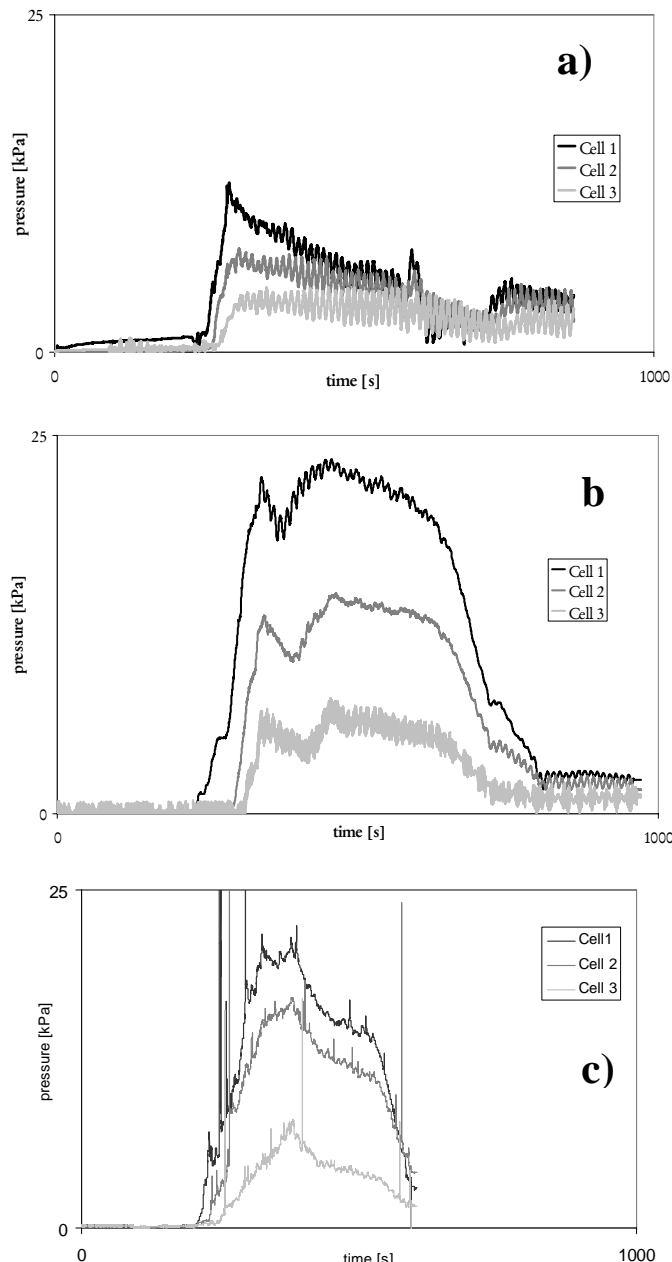 25
a)
pressure [kPa]
Cell 1
Cell 2
Cell 3
0
0
time [s]
1000
25
b
pressure [kPa]
Cell 1
Cell 2
Cell 3
0
0
time [s]
1000
25
Cell1
Cell 2
Cell 3
pressure [kPa]
c)
0
0
time [s]
1000